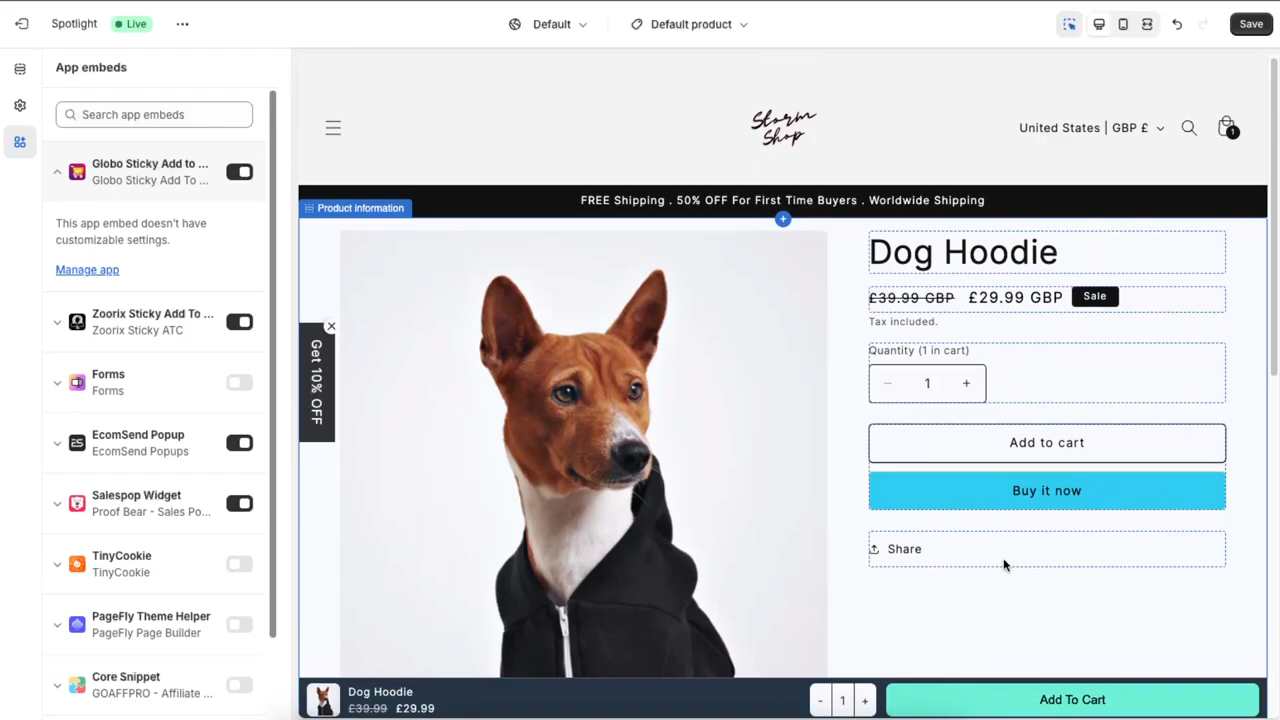 Spotlight
Live
Default
Default product
Save
App embeds
Search app embeds
Globo Sticky Add to ...
Globo Sticky Add To ...
This app embed doesn't have
customizable settings.
Manage app
Zoorix Sticky Add To ...
Zoorix Sticky ATC
Forms
Forms
EcomSend Popup
EcomSend Popups
Salespop Widget
Proof Bear - Sales Po...
TinyCookie
TinyCookie
PageFly Theme Helper
PageFly Page Builder
Core Snippet
GOAFFPRO - Affiliate ...
Storm
Shop
United States | GBP £
1
FREE Shipping . 50% OFF For First Time Buyers . Worldwide Shipping
Product information
Get 10% OFF
Dog Hoodie
£39.99 GBP £29.99 GBP Sale
Tax included.
Quantity (1 in cart)
− 1 +
Add to cart
Buy it now
Share
Dog Hoodie
£39.99 £29.99
- 1 +
Add To Cart